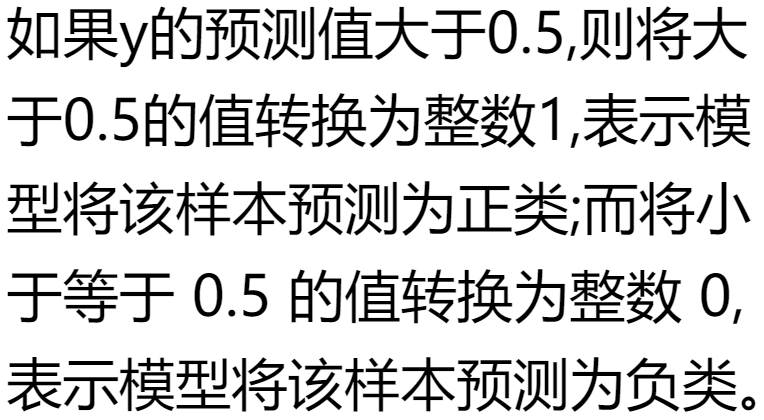 如果y的预测值大于0.5,则将大
于0.5的值转换为整数1,表示模
型将该样本预测为正类;而将小
于等于 0.5 的值转换为整数 0,
表示模型将该样本预测为负类。